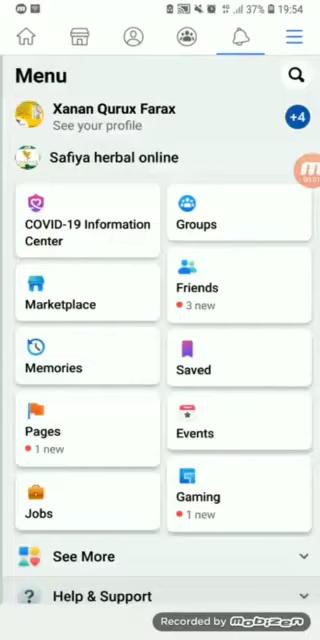 37% 19:54
Menu
Xanan Qurux Farax
See your profile
+4
Safiya herbal online
COVID-19 Information
Center
Groups
Marketplace
Friends
3 new
Memories
Saved
Pages
1 new
Events
Jobs
Gaming
1 new
See More
? Help & Support
Recorded by mobizen